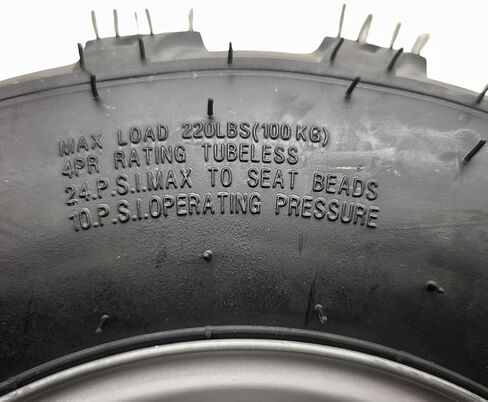 MAX LOAD 220LBS(100KG)
4PR RATING TUBELESS
24.P.S.I.MAX TO SEAT BEADS
10.P.S.I.OPERATING PRESSURE